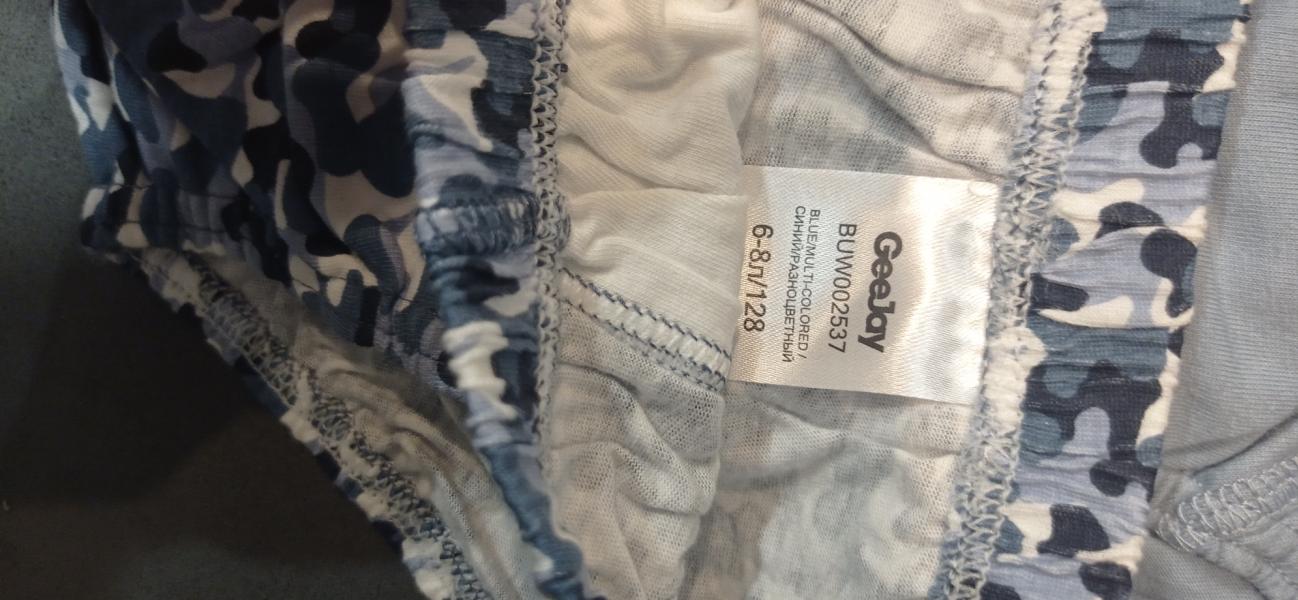 GeeJay
BUW002537
BLUE/MULTI-COLORED /
СИНИЙ/РАЗНОЦВЕТНЫЙ
6-8л/128